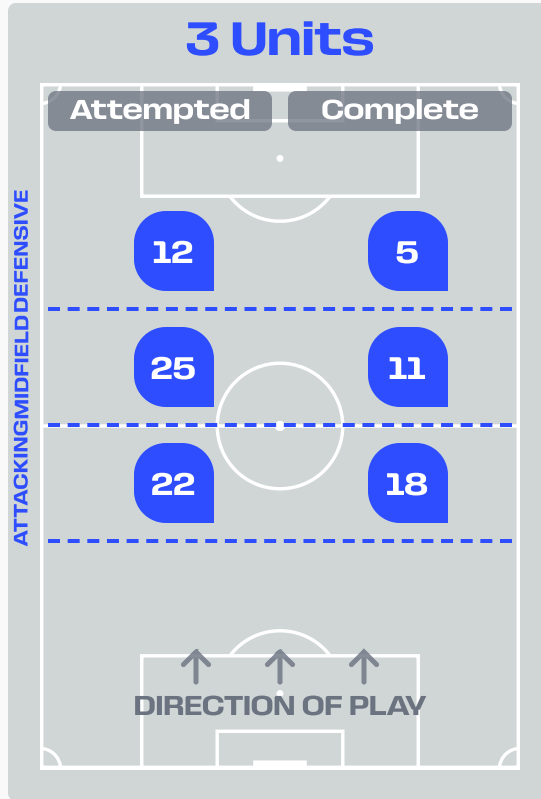 3 Units
Attempted Complete
12 5
25 11
22 18
ATTACKING MIDFIELD DEFENSIVE
DIRECTION OF PLAY